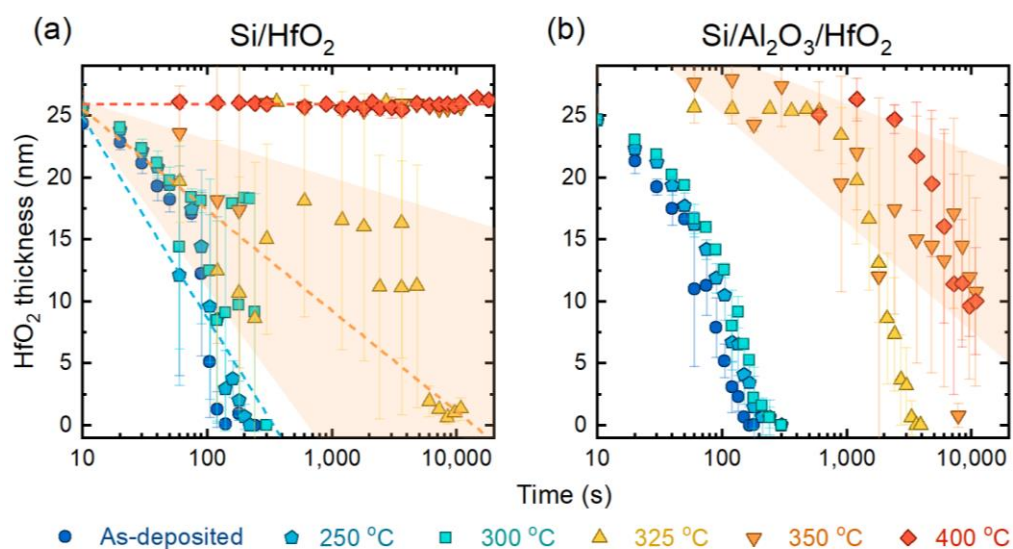 (a) Si/HfO₂
(b) Si/Al₂O₃/HfO₂
HfO₂ thickness (nm)
25
20
15
10
5
0
10 100 1,000 10,000
25
20
15
10
5
0
10 100 1,000 10,000
Time (s)
As-deposited 250 °C 300 °C 325 °C 350 °C 400 °C